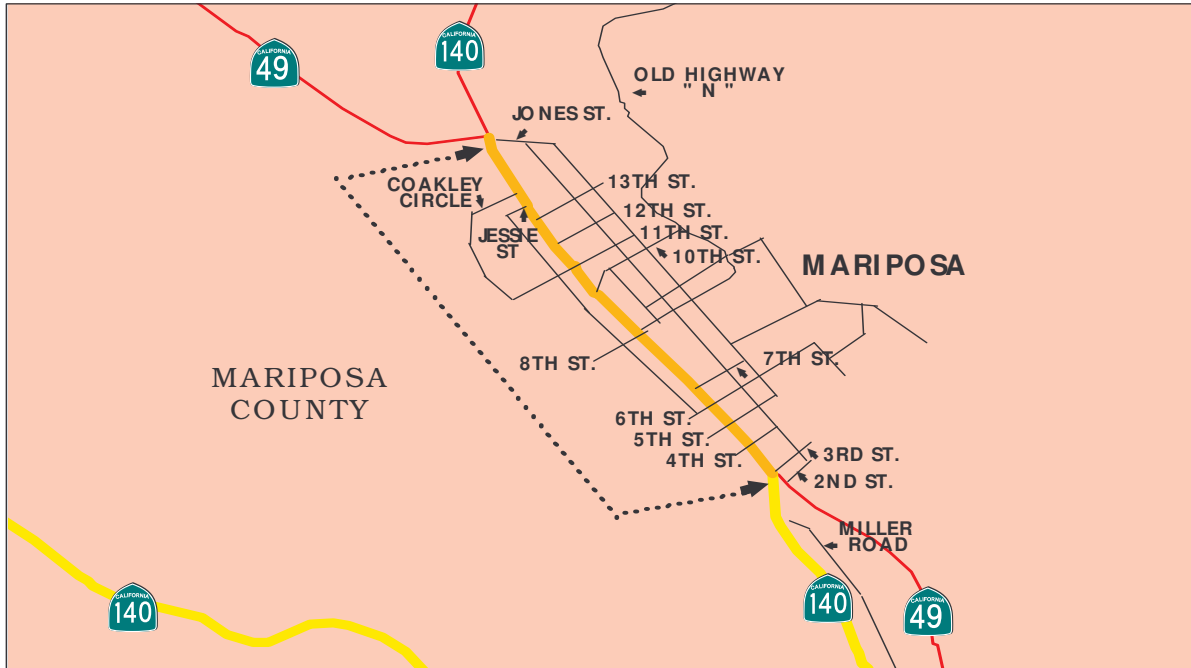 CALIFORNIA
49
CALIFORNIA
140
OLD HIGHWAY
" N "
JONES ST.
COAKLEY
CIRCLE
JESSIE
ST
13TH ST.
12TH ST.
11TH ST.
10TH ST.
MARIPOSA
MARIPOSA
COUNTY
8TH ST.
7TH ST.
6TH ST.
5TH ST.
4TH ST.
3RD ST.
2ND ST.
MILLER
ROAD
CALIFORNIA
140
CALIFORNIA
140
CALIFORNIA
49